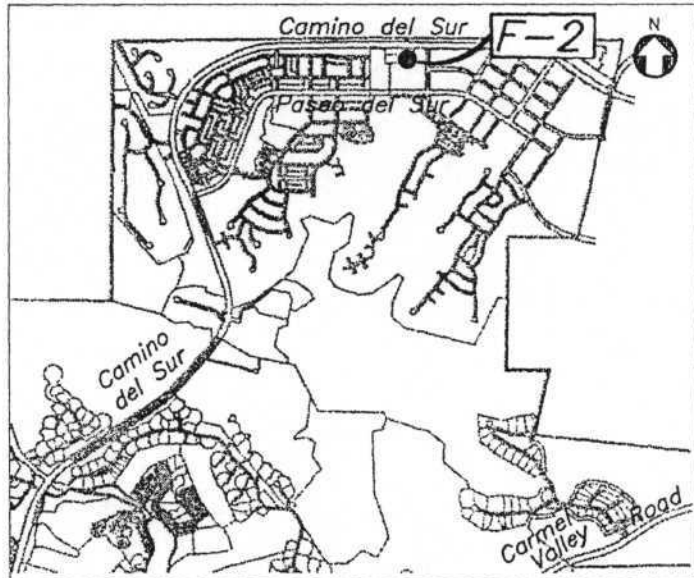 Camino del Sur
F-2
N
Paseo del Sur
Camino
del Sur
Carmel
Valley
Road